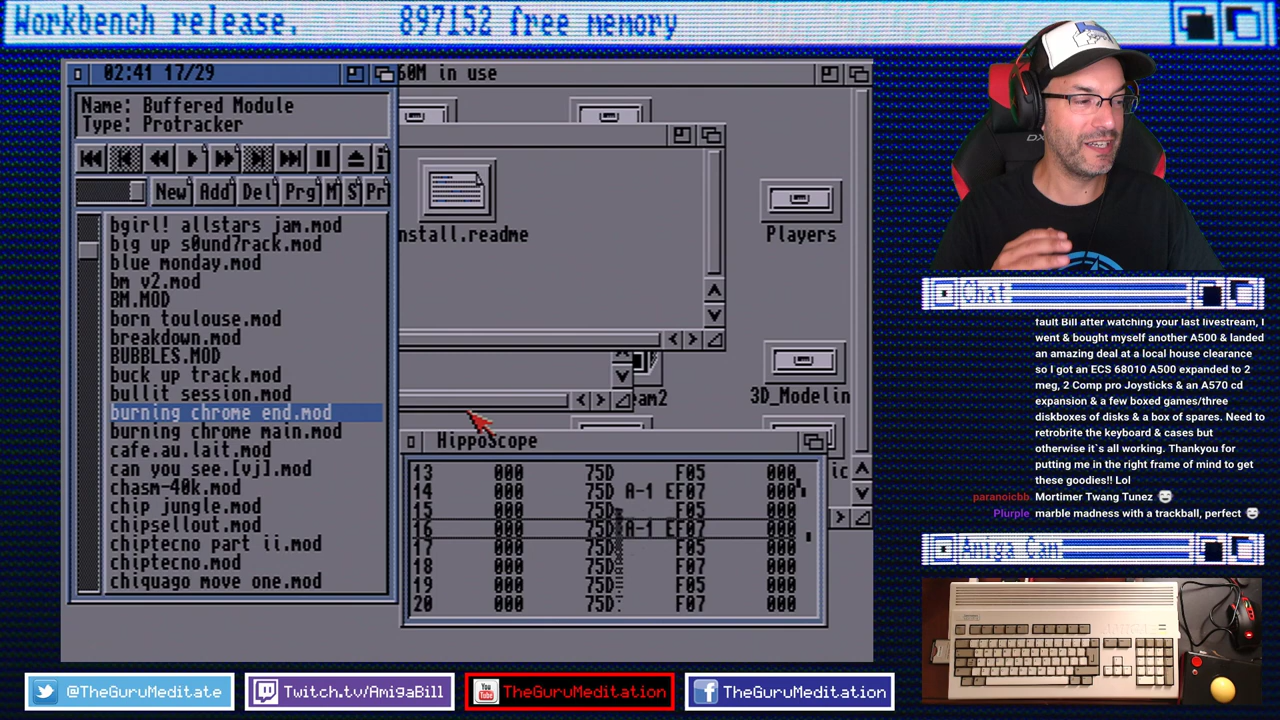 Workbench release. 897152 free memory
02:41 17/29
60M in use
Name: Buffered Module
Type: Protracker
New Add Del Prg M S Pr
bgirl! allstars jam.mod
big up s0und7rack.mod
blue monday.mod
bm v2.mod
BM.MOD
born toulouse.mod
breakdown.mod
BUBBLES.MOD
buck up track.mod
bullit session.mod
burning chrome end.mod
burning chrome main.mod
cafe.au.lait.mod
can you see.[vj].mod
chasm-40k.mod
chip jungle.mod
chipsellout.mod
chiptecno part ii.mod
chiptecno.mod
chiquago move one.mod
nstall.readme
Players
eam2
3D_Modelin
ic
HippoScope
13 000 75D F05 000
14 000 75D A-1 EF07 000
15 000 75D F05 000
16 000 75D A-1 EF07
17 000 75D F05 000
18 000 75D F05 000
19 000 75D F05 000
20 000 75D F05 000
Chat
fault Bill after watching your last livestream, I
went & bought myself another A500 & landed
an amazing deal at a local house clearance
so I got an ECS 68010 A500 expanded to 2
meg, 2 Comp pro Joysticks & an A570 cd
expansion & a few boxed games/three
diskboxes of disks & a box of spares. Need to
retrobrite the keyboard & cases but
otherwise it`s all working. Thankyou for
putting me in the right frame of mind to get
these goodies!! Lol
paranoicbb Mortimer Twang Tunez
Plurple marble madness with a trackball, perfect
Amiga Cam
@TheGuruMeditate
Twitch.tv/AmigaBill
You Tube TheGuruMeditation
TheGuruMeditation